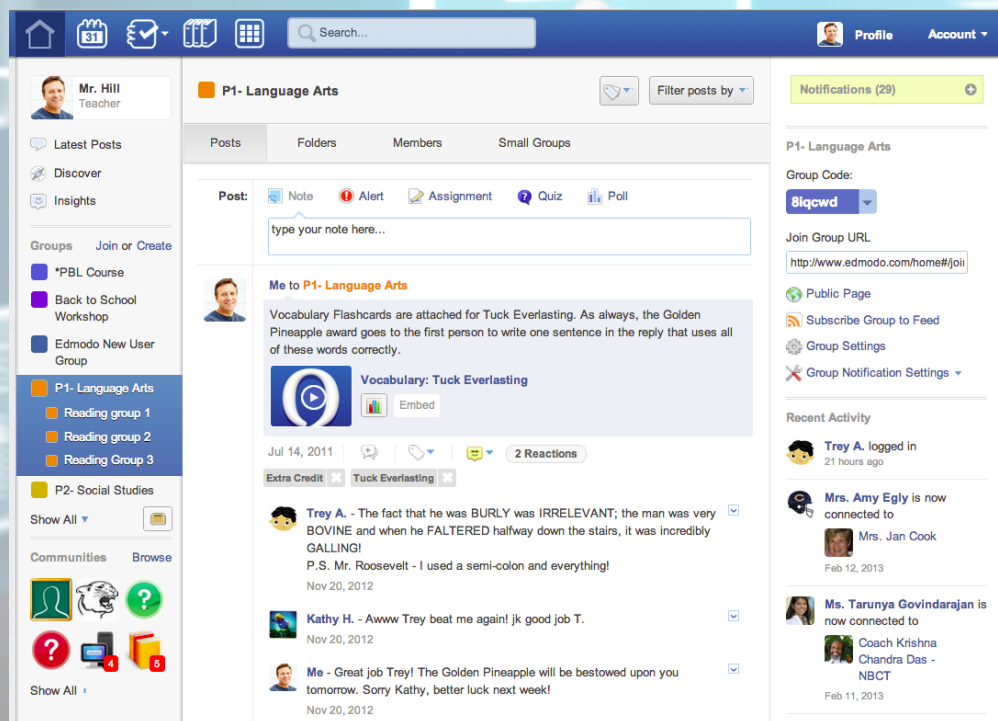 31
Search...
Profile
Account
Mr. Hill
Teacher
Latest Posts
Discover
Insights
Groups Join or Create
*PBL Course
Back to School
Workshop
Edmodo New User
Group
P1- Language Arts
Reading group 1
Reading group 2
Reading Group 3
P2- Social Studies
Show All
Communities Browse
?
?
4
5
Show All
P1- Language Arts
Filter posts by
Posts Folders Members Small Groups
Post: Note Alert Assignment Quiz Poll
type your note here...
Me to P1- Language Arts
Vocabulary Flashcards are attached for Tuck Everlasting. As always, the Golden
Pineapple award goes to the first person to write one sentence in the reply that uses all
of these words correctly.
Vocabulary: Tuck Everlasting
Embed
Jul 14, 2011 2 Reactions
Extra Credit Tuck Everlasting
Trey A. - The fact that he was BURLY was IRRELEVANT; the man was very
BOVINE and when he FALTERED halfway down the stairs, it was incredibly
GALLING!
P.S. Mr. Roosevelt - I used a semi-colon and everything!
Nov 20, 2012
Kathy H. - Awww Trey beat me again! jk good job T.
Nov 20, 2012
Me - Great job Trey! The Golden Pineapple will be bestowed upon you
tomorrow. Sorry Kathy, better luck next week!
Nov 20, 2012
Notifications (29)
P1- Language Arts
Group Code:
8iqcwd
Join Group URL
http://www.edmodo.com/home#/joi
Public Page
Subscribe Group to Feed
Group Settings
Group Notification Settings
Recent Activity
Trey A. logged in
21 hours ago
Mrs. Amy Egly is now
connected to
Mrs. Jan Cook
Feb 12, 2013
Ms. Tarunya Govindarajan is
now connected to
Coach Krishna
Chandra Das -
NBCT
Feb 11, 2013